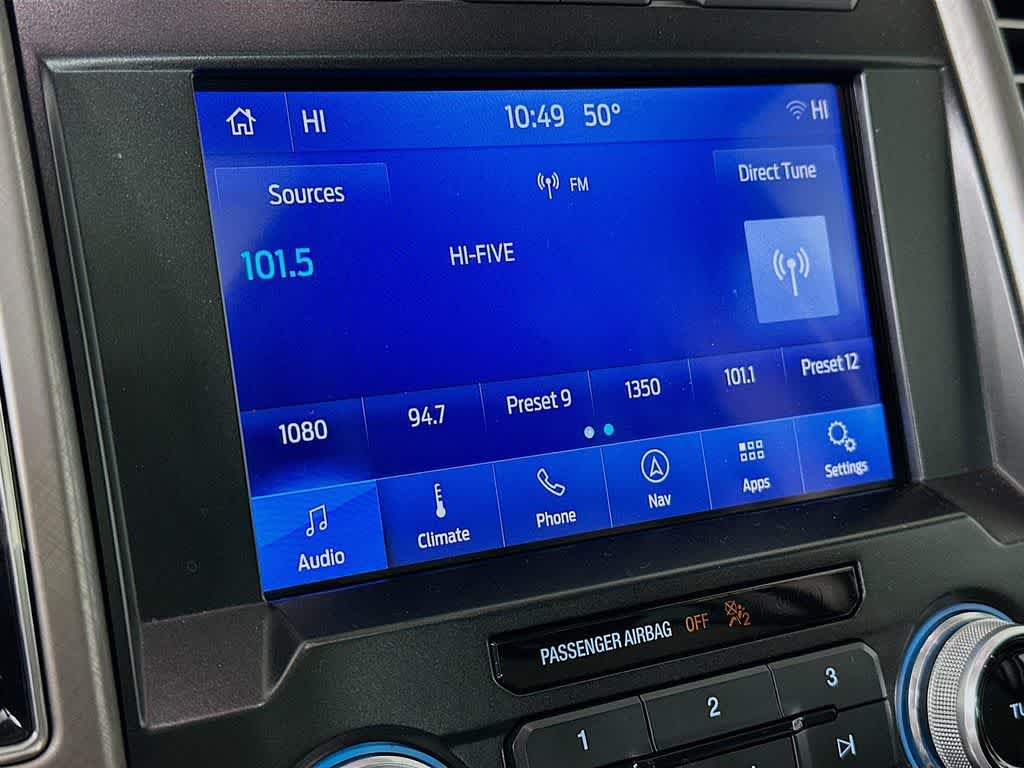 HI 10:49 50° HI
Sources FM Direct Tune
101.5 HI-FIVE
1080 94.7 Preset 9 1350 101.1 Preset 12
Audio Climate Phone Nav Apps Settings
PASSENGER AIRBAG OFF 2
1 2 3